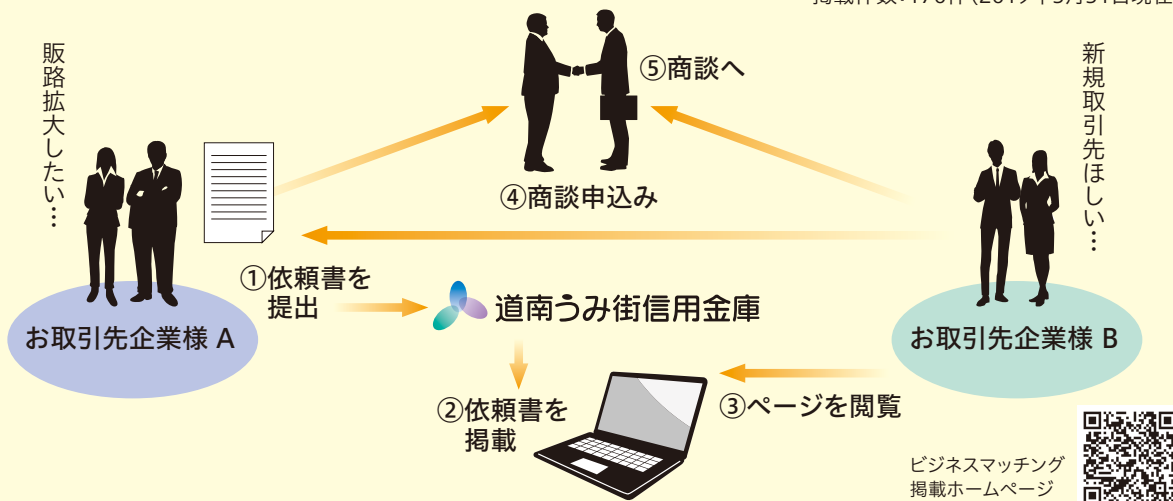 販路拡大したい…
新規取引先ほしい…
⑤商談へ
④商談申込み
①依頼書を
提出
道南うみ街信用金庫
お取引先企業様 A
お取引先企業様 B
②依頼書を
掲載
③ページを閲覧
ビジネスマッチング
掲載ホームページ